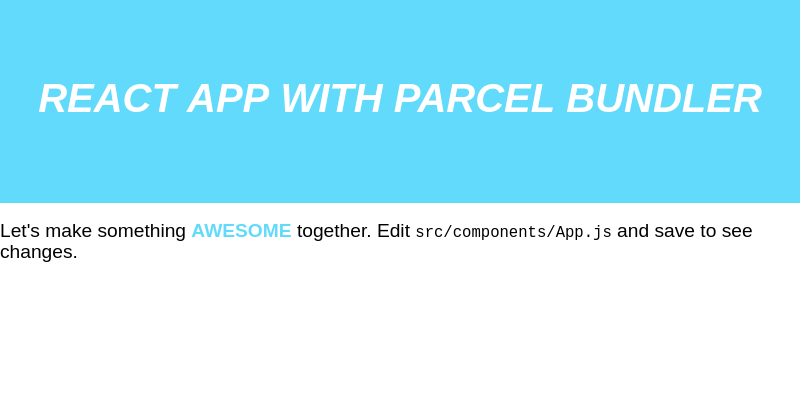 REACT APP WITH PARCEL BUNDLER
Let's make something AWESOME together. Edit src/components/App.js and save to see
changes.